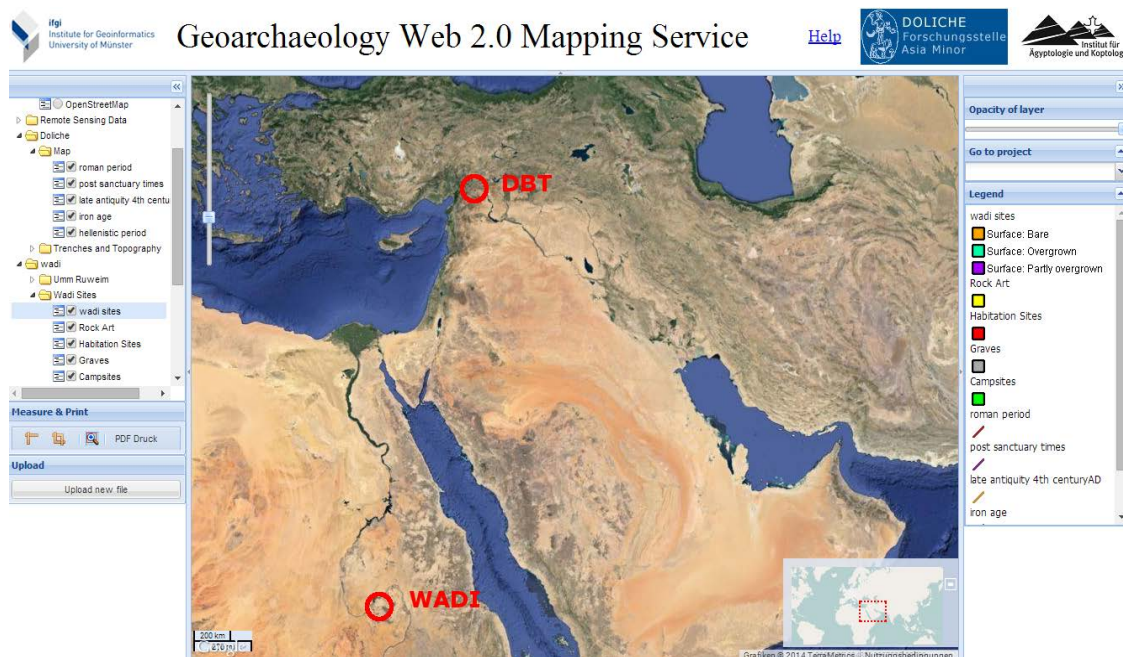 ifgi
Institute for Geoinformatics
University of Münster
Geoarchaeology Web 2.0 Mapping Service
Help
DOLICHE
Forschungsstelle
Asia Minor
Institut für
Ägyptologie und Koptolog
OpenStreetMap
Remote Sensing Data
Doliche
Map
roman period
post sanctuary times
late antiquity 4th centu
iron age
hellenistic period
Trenches and Topography
wadi
Umm Ruweim
Wadi Sites
wadi sites
Rock Art
Habitation Sites
Graves
Campsites
Measure & Print
PDF Druck
Upload
Upload new file
DBT
WADI
200 km
Grafiken © 2014 TerraMetrics Nutzungsbedingungen
Opacity of layer
Go to project
Legend
wadi sites
Surface: Bare
Surface: Overgrown
Surface: Partly overgrown
Rock Art
Habitation Sites
Graves
Campsites
roman period
post sanctuary times
late antiquity 4th centuryAD
iron age